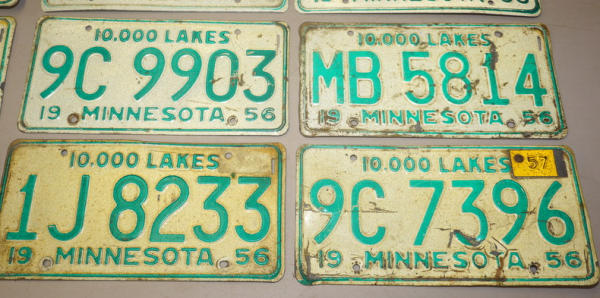 10,000 LAKES
9C 9903
19 MINNESOTA 56
10,000 LAKES
MB 5814
19 MINNESOTA 56
10,000 LAKES
1J 8233
19 MINNESOTA 56
10,000 LAKES 57
9C 7396
19 MINNESOTA 56